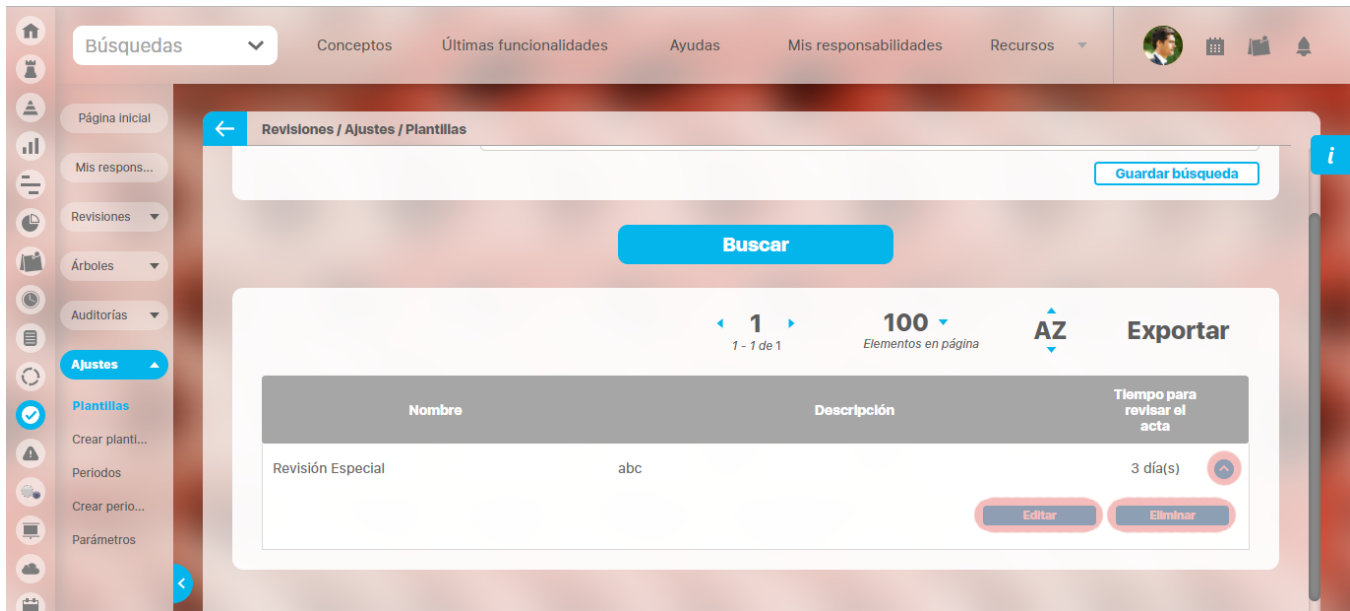 Búsquedas
Conceptos
Últimas funcionalidades
Ayudas
Mis responsabilidades
Recursos
Página inicial
Mis respons...
Revisiones
Árboles
Auditorías
Ajustes
Plantillas
Crear planti...
Periodos
Crear perio...
Parámetros
Revisiones / Ajustes / Plantillas
i
Guardar búsqueda
Buscar
1
1 - 1 de 1
100
Elementos en página
AZ
Exportar
Nombre
Descripción
Tiempo para
revisar el
acta
Revisión Especial
abc
3 día(s)
Editar
Eliminar